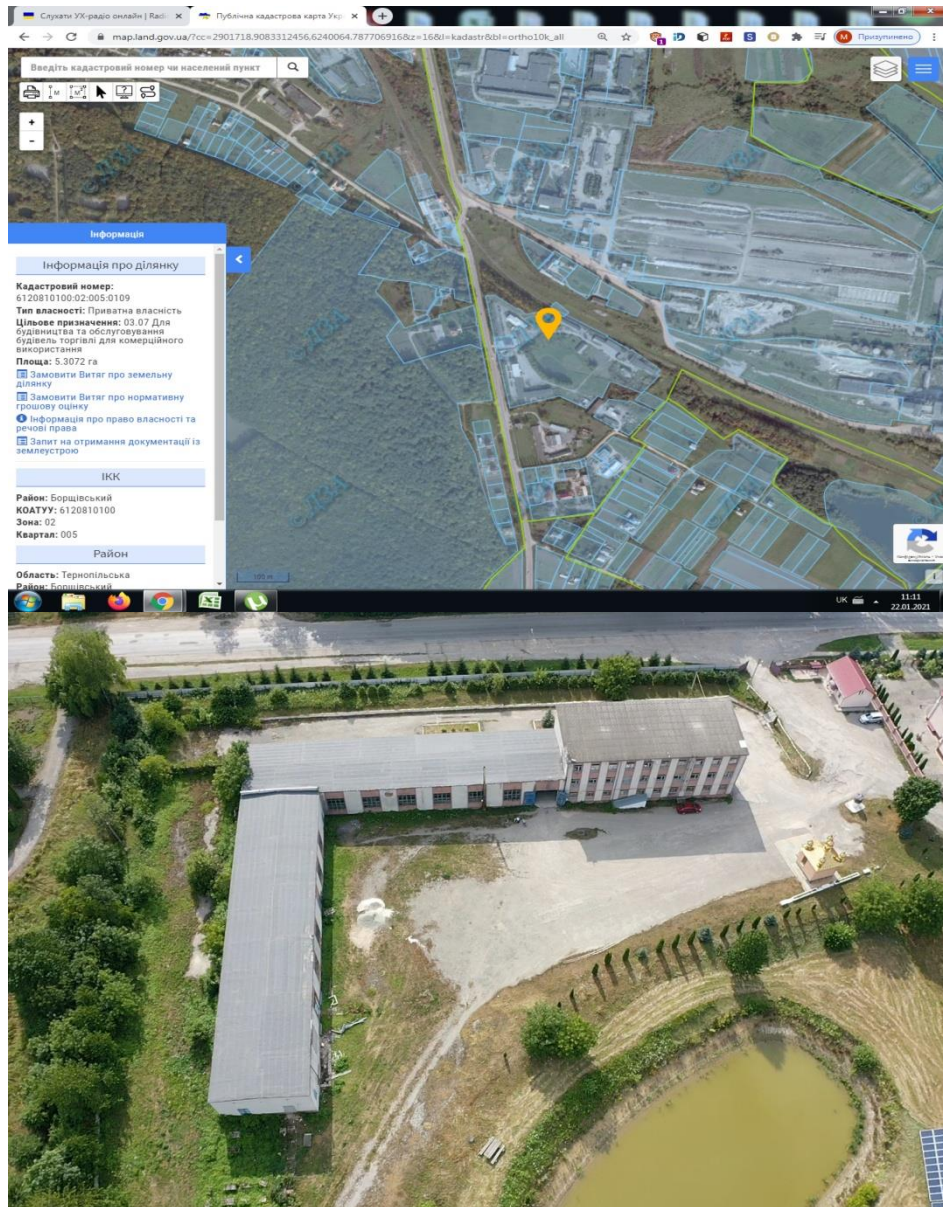 Слухати УХ-радіо онлайн | Radi
Публічна кадастрова карта Укр
map.land.gov.ua/?cc=2901718.9083312456.6240064.787706916&z=16&l=kadastr&bl=ortho10k_all
Призупинено
Введіть кадастровий номер чи населений пункт
Інформація
Інформація про ділянку
Кадастровий номер:
6120810100:02:005:0109
Тип власності: Приватна власність
Цільове призначення: 03.07 Для
будівництва та обслуговування
будівель торгівлі для комерційного
використання
Площа: 5.3072 га
Замовити Витяг про земельну
ділянку
Замовити Витяг про нормативну
грошову оцінку
Інформація про право власності та
речові права
Запит на отримання документації із
землеустрою
ІКК
Район: Борщівський
КОАТУУ: 6120810100
Зона: 02
Квартал: 005
Район
Область: Тернопільська
Район: Борщівський
100 m
UK
11:11
22.01.2021